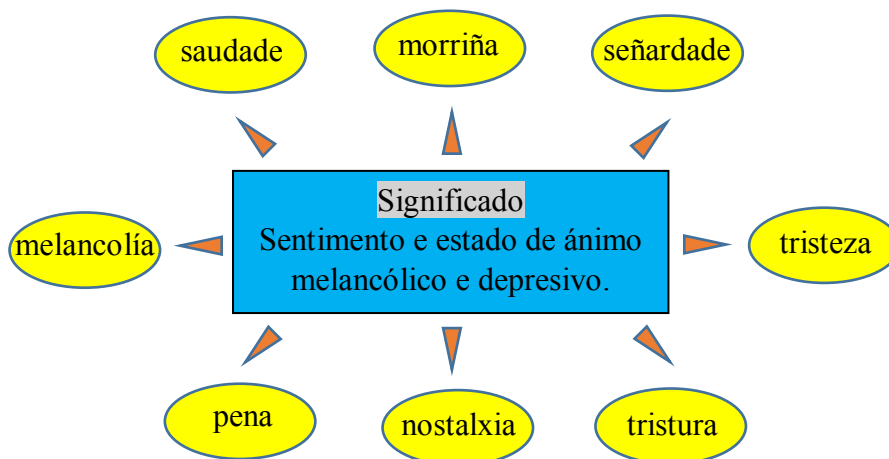 saudade
morriña
señardade
Significado
Sentimento e estado de ánimo
melancólico e depresivo.
melancolía
tristeza
pena
nostalxia
tristura